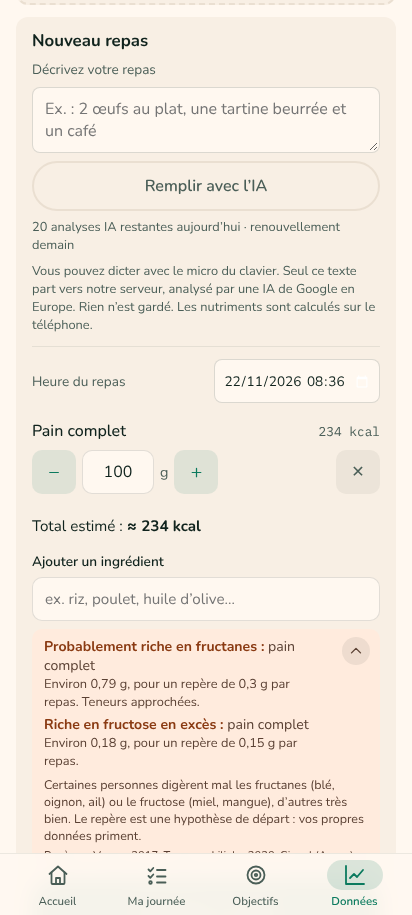 Nouveau repas
Décrivez votre repas
Ex. : 2 œufs au plat, une tartine beurrée et
un café
Remplir avec l’IA
20 analyses IA restantes aujourd’hui · renouvellement
demain
Vous pouvez dicter avec le micro du clavier. Seul ce texte
part vers notre serveur, analysé par une IA de Google en
Europe. Rien n’est gardé. Les nutriments sont calculés sur le
téléphone.
Heure du repas
22/11/2026 08:36
Pain complet
234 kcal
− 100 g + ✕
Total estimé : ≈ 234 kcal
Ajouter un ingrédient
ex. riz, poulet, huile d’olive…
Probablement riche en fructanes : pain
complet
Environ 0,79 g, pour un repère de 0,3 g par
repas. Teneurs approchées.
Riche en fructose en excès : pain complet
Environ 0,18 g, pour un repère de 0,15 g par
repas.
Certaines personnes digèrent mal les fructanes (blé,
oignon, ail) ou le fructose (miel, mangue), d’autres très
bien. Le repère est une hypothèse de départ : vos propres
données priment.
Accueil
Ma journée
Objectifs
Données